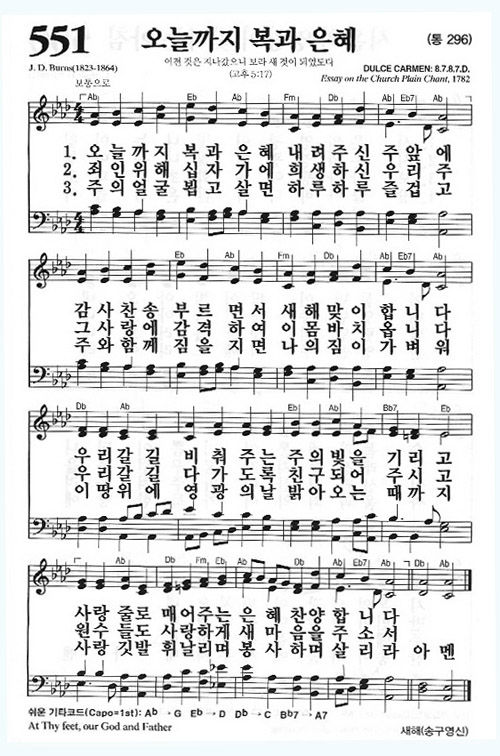 551 오늘까지 복과 은혜 (통 296)
이전 것은 지나갔으니 보라 새 것이 되었도다
J. D. Burns(1823-1864) (고후 5:17) DULCE CARMEN: 8.7.8.7.D.
보통으로 Essay on the Church Plain Chant, 1782
Ab Eb Ab Fm Db Ab Eb7 Ab
1. 오늘까지 복과 은혜 내려주신 주앞에
2. 죄인위해 십자가에 희생하신 우리주
3. 주의얼굴 뵙고살면 하루하루 즐겁고
Eb Ab Fm Db Ab Eb7 Ab
감사찬송 부르면서 새해맞이합니다
그사랑에 감격하여 이몸바치옵니다
주와함께 짐을지면 나의짐이가벼워
Db Ab Eb Ab Bb7 Eb
우리갈길 비춰주는 주의빛을 기리고
우리갈길 다가도록 친구되어 주시고
이땅위에 영광의날 밝아오는 때까지
Ab Db Fm Eb Ab Db Ab Eb7 Ab Db Ab
사랑줄로 매어주는 은혜찬양합니다
원수들도 사랑하게 새마음을주소서
사랑깃발 휘날리며 봉사하며살리라 아멘
쉬운 기타코드(Capo=1st): Ab→G Eb→D Db→C Bb7→A7
At Thy feet, our God and Father 새해(송구영신)